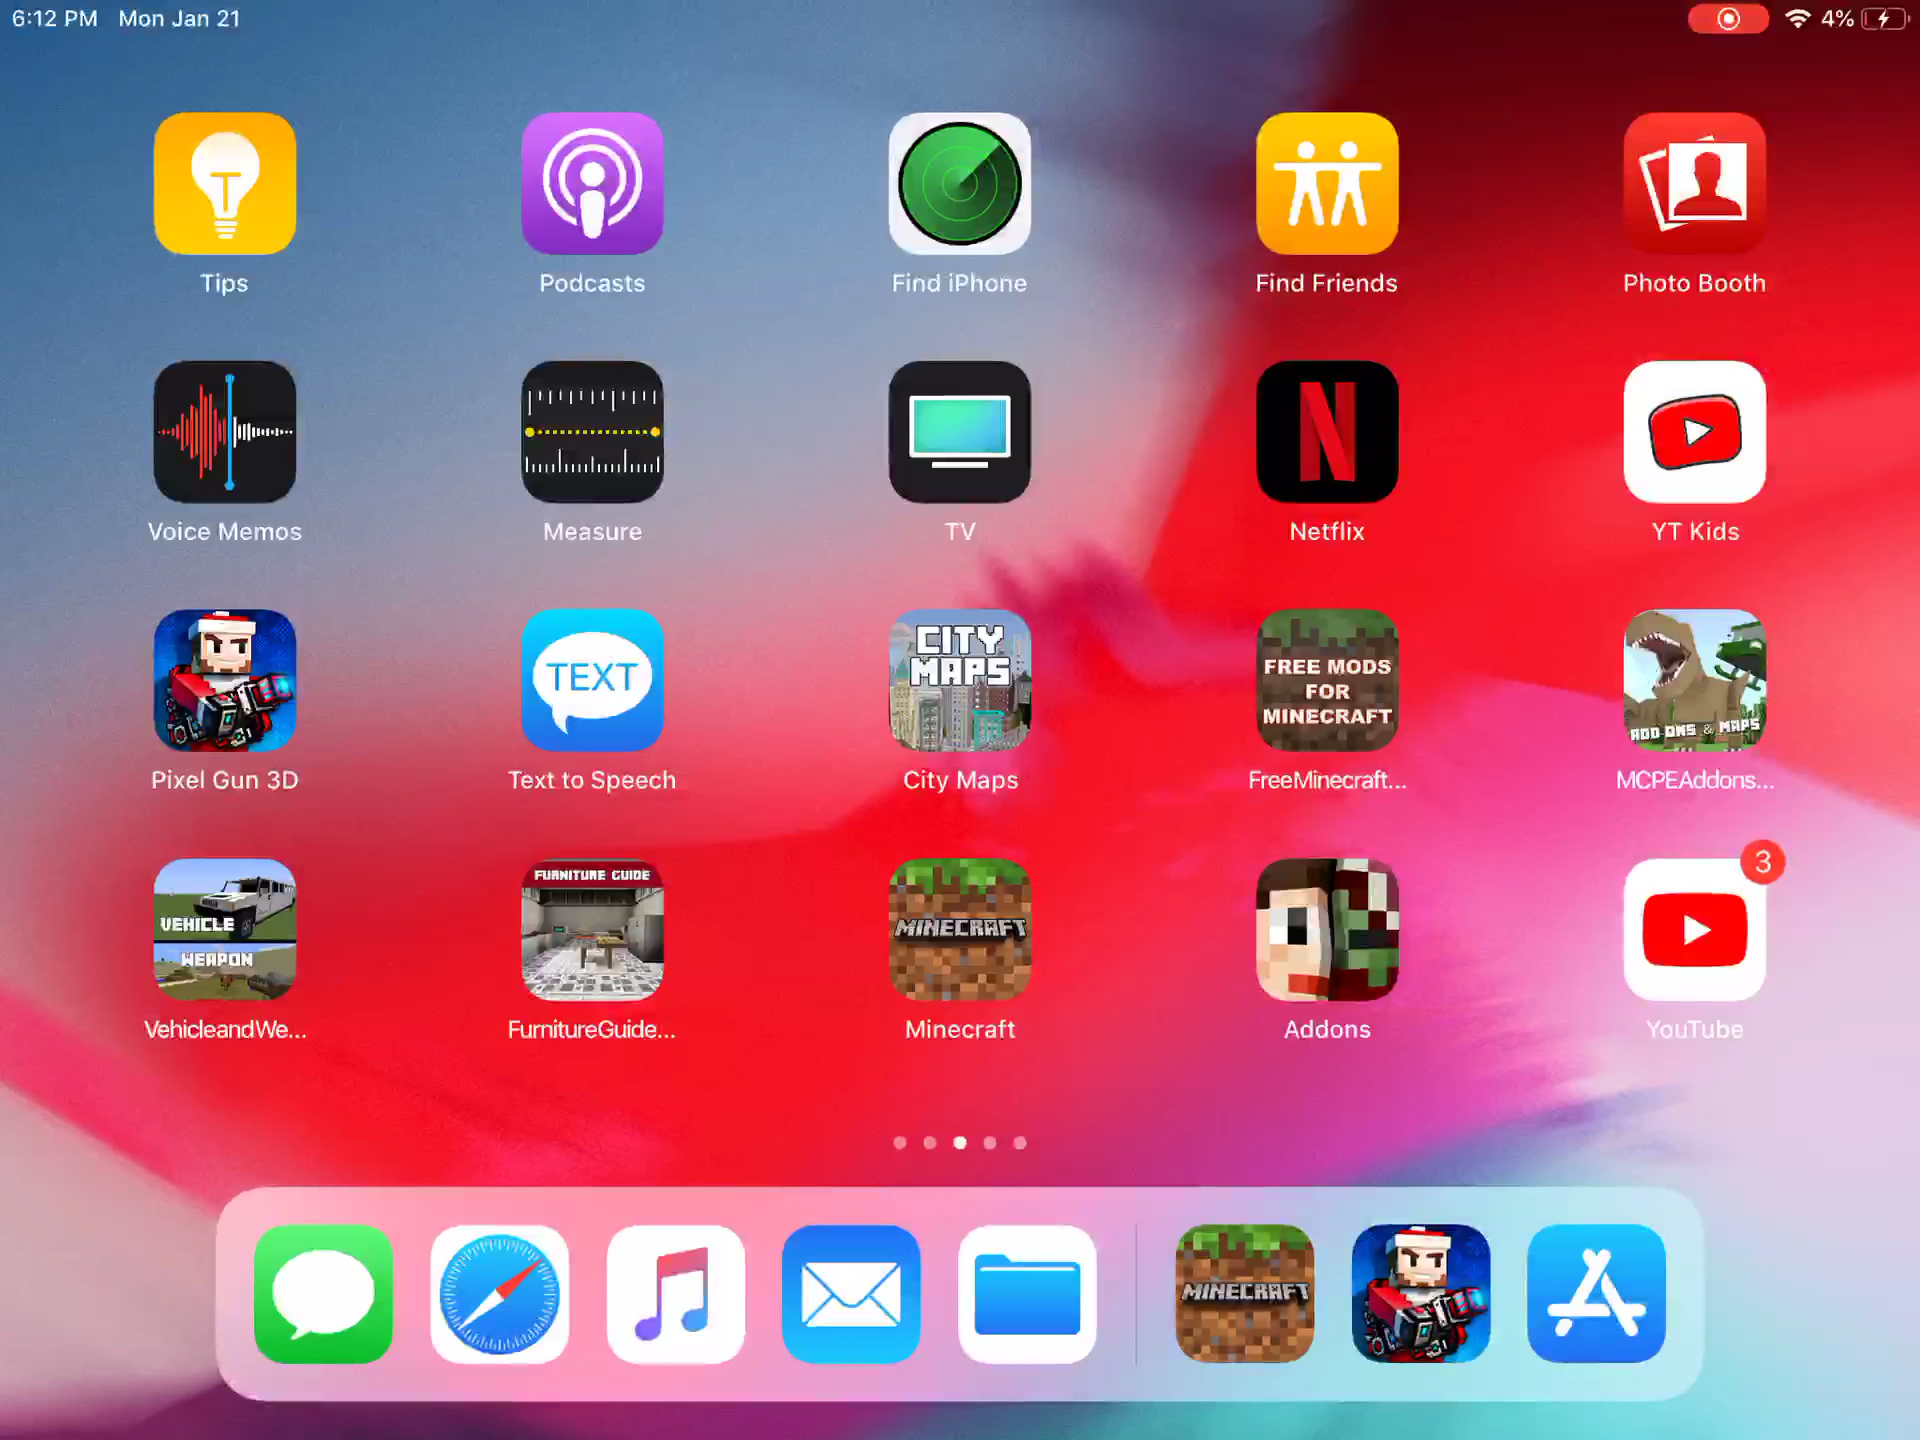 6:12 PM Mon Jan 21
4%
Tips
Podcasts
Find iPhone
Find Friends
Photo Booth
Voice Memos
Measure
TV
N
Netflix
YT Kids
TEXT
CITY
MAPS
FREE MODS
FOR
MINECRAFT
ADD-ONS & MAPS
Pixel Gun 3D
Text to Speech
City Maps
FreeMinecraft...
MCPEAddons...
VEHICLE
WEAPON
FURNITURE GUIDE
MINECRAFT
3
VehicleandWe...
FurnitureGuide...
Minecraft
Addons
YouTube
MINECRAFT